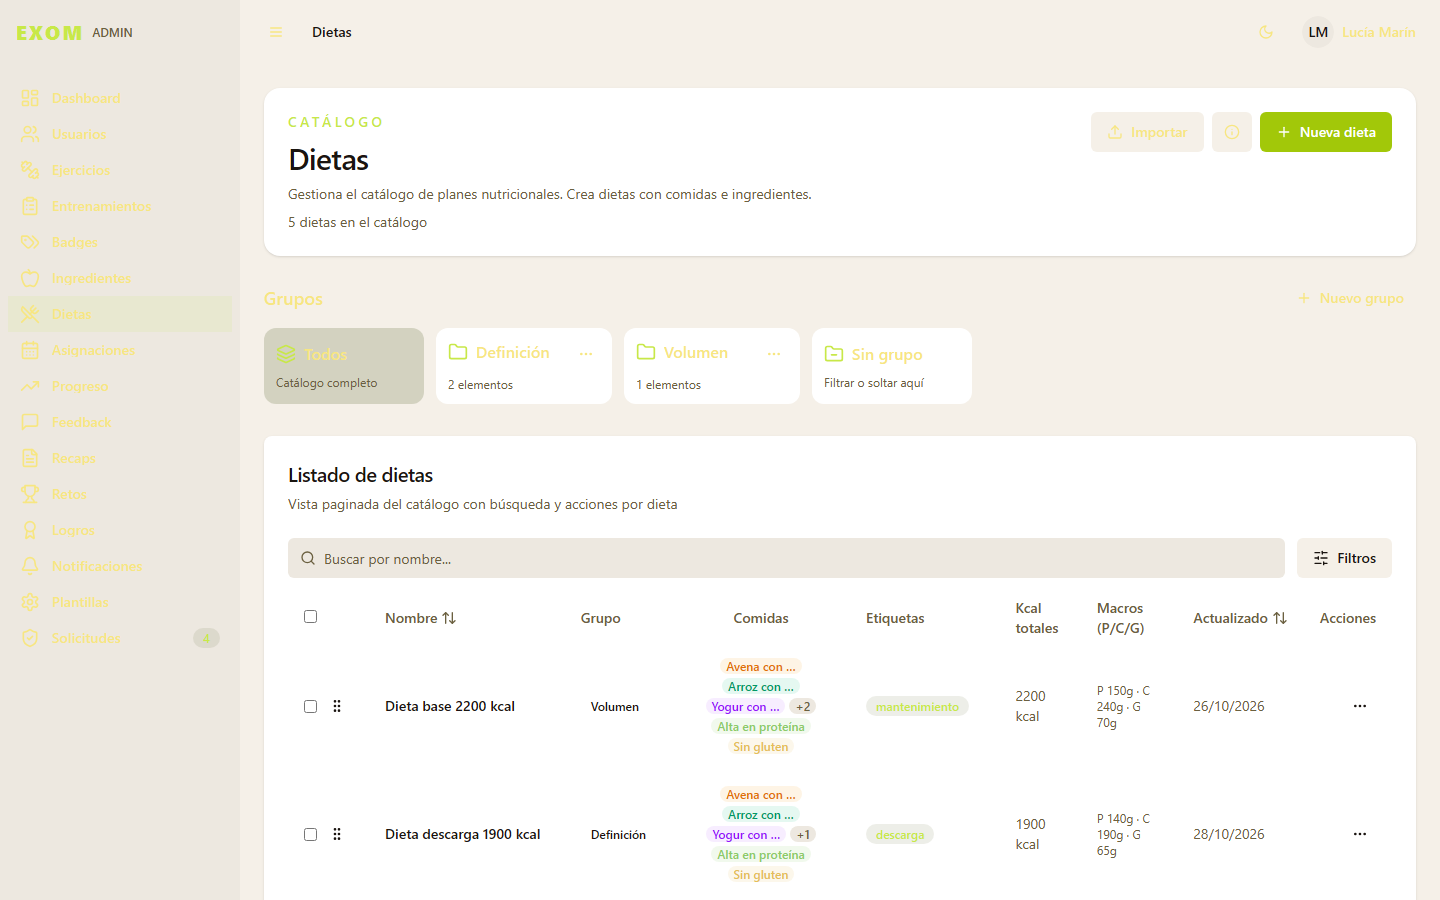 EXOM ADMIN
Dietas
LM Lucía Marín
Dashboard
Usuarios
Ejercicios
Entrenamientos
Badges
Ingredientes
Dietas
Asignaciones
Progreso
Feedback
Recaps
Retos
Logros
Notificaciones
Plantillas
Solicitudes 4
CATÁLOGO
Dietas
Gestiona el catálogo de planes nutricionales. Crea dietas con comidas e ingredientes.
5 dietas en el catálogo
Importar
Nueva dieta
Grupos
Nuevo grupo
Todos
Catálogo completo
Definición
2 elementos
Volumen
1 elementos
Sin grupo
Filtrar o soltar aquí
Listado de dietas
Vista paginada del catálogo con búsqueda y acciones por dieta
Buscar por nombre...
Filtros
Nombre Grupo Comidas Etiquetas Kcal totales Macros (P/C/G) Actualizado Acciones
Dieta base 2200 kcal
Volumen
Avena con ...
Arroz con ...
Yogur con ... +2
Alta en proteína
Sin gluten
mantenimiento
2200
kcal
P 150g · C
240g · G
70g
26/10/2026
Dieta descarga 1900 kcal
Definición
Avena con ...
Arroz con ...
Yogur con ... +1
Alta en proteína
Sin gluten
descarga
1900
kcal
P 140g · C
190g · G
65g
28/10/2026